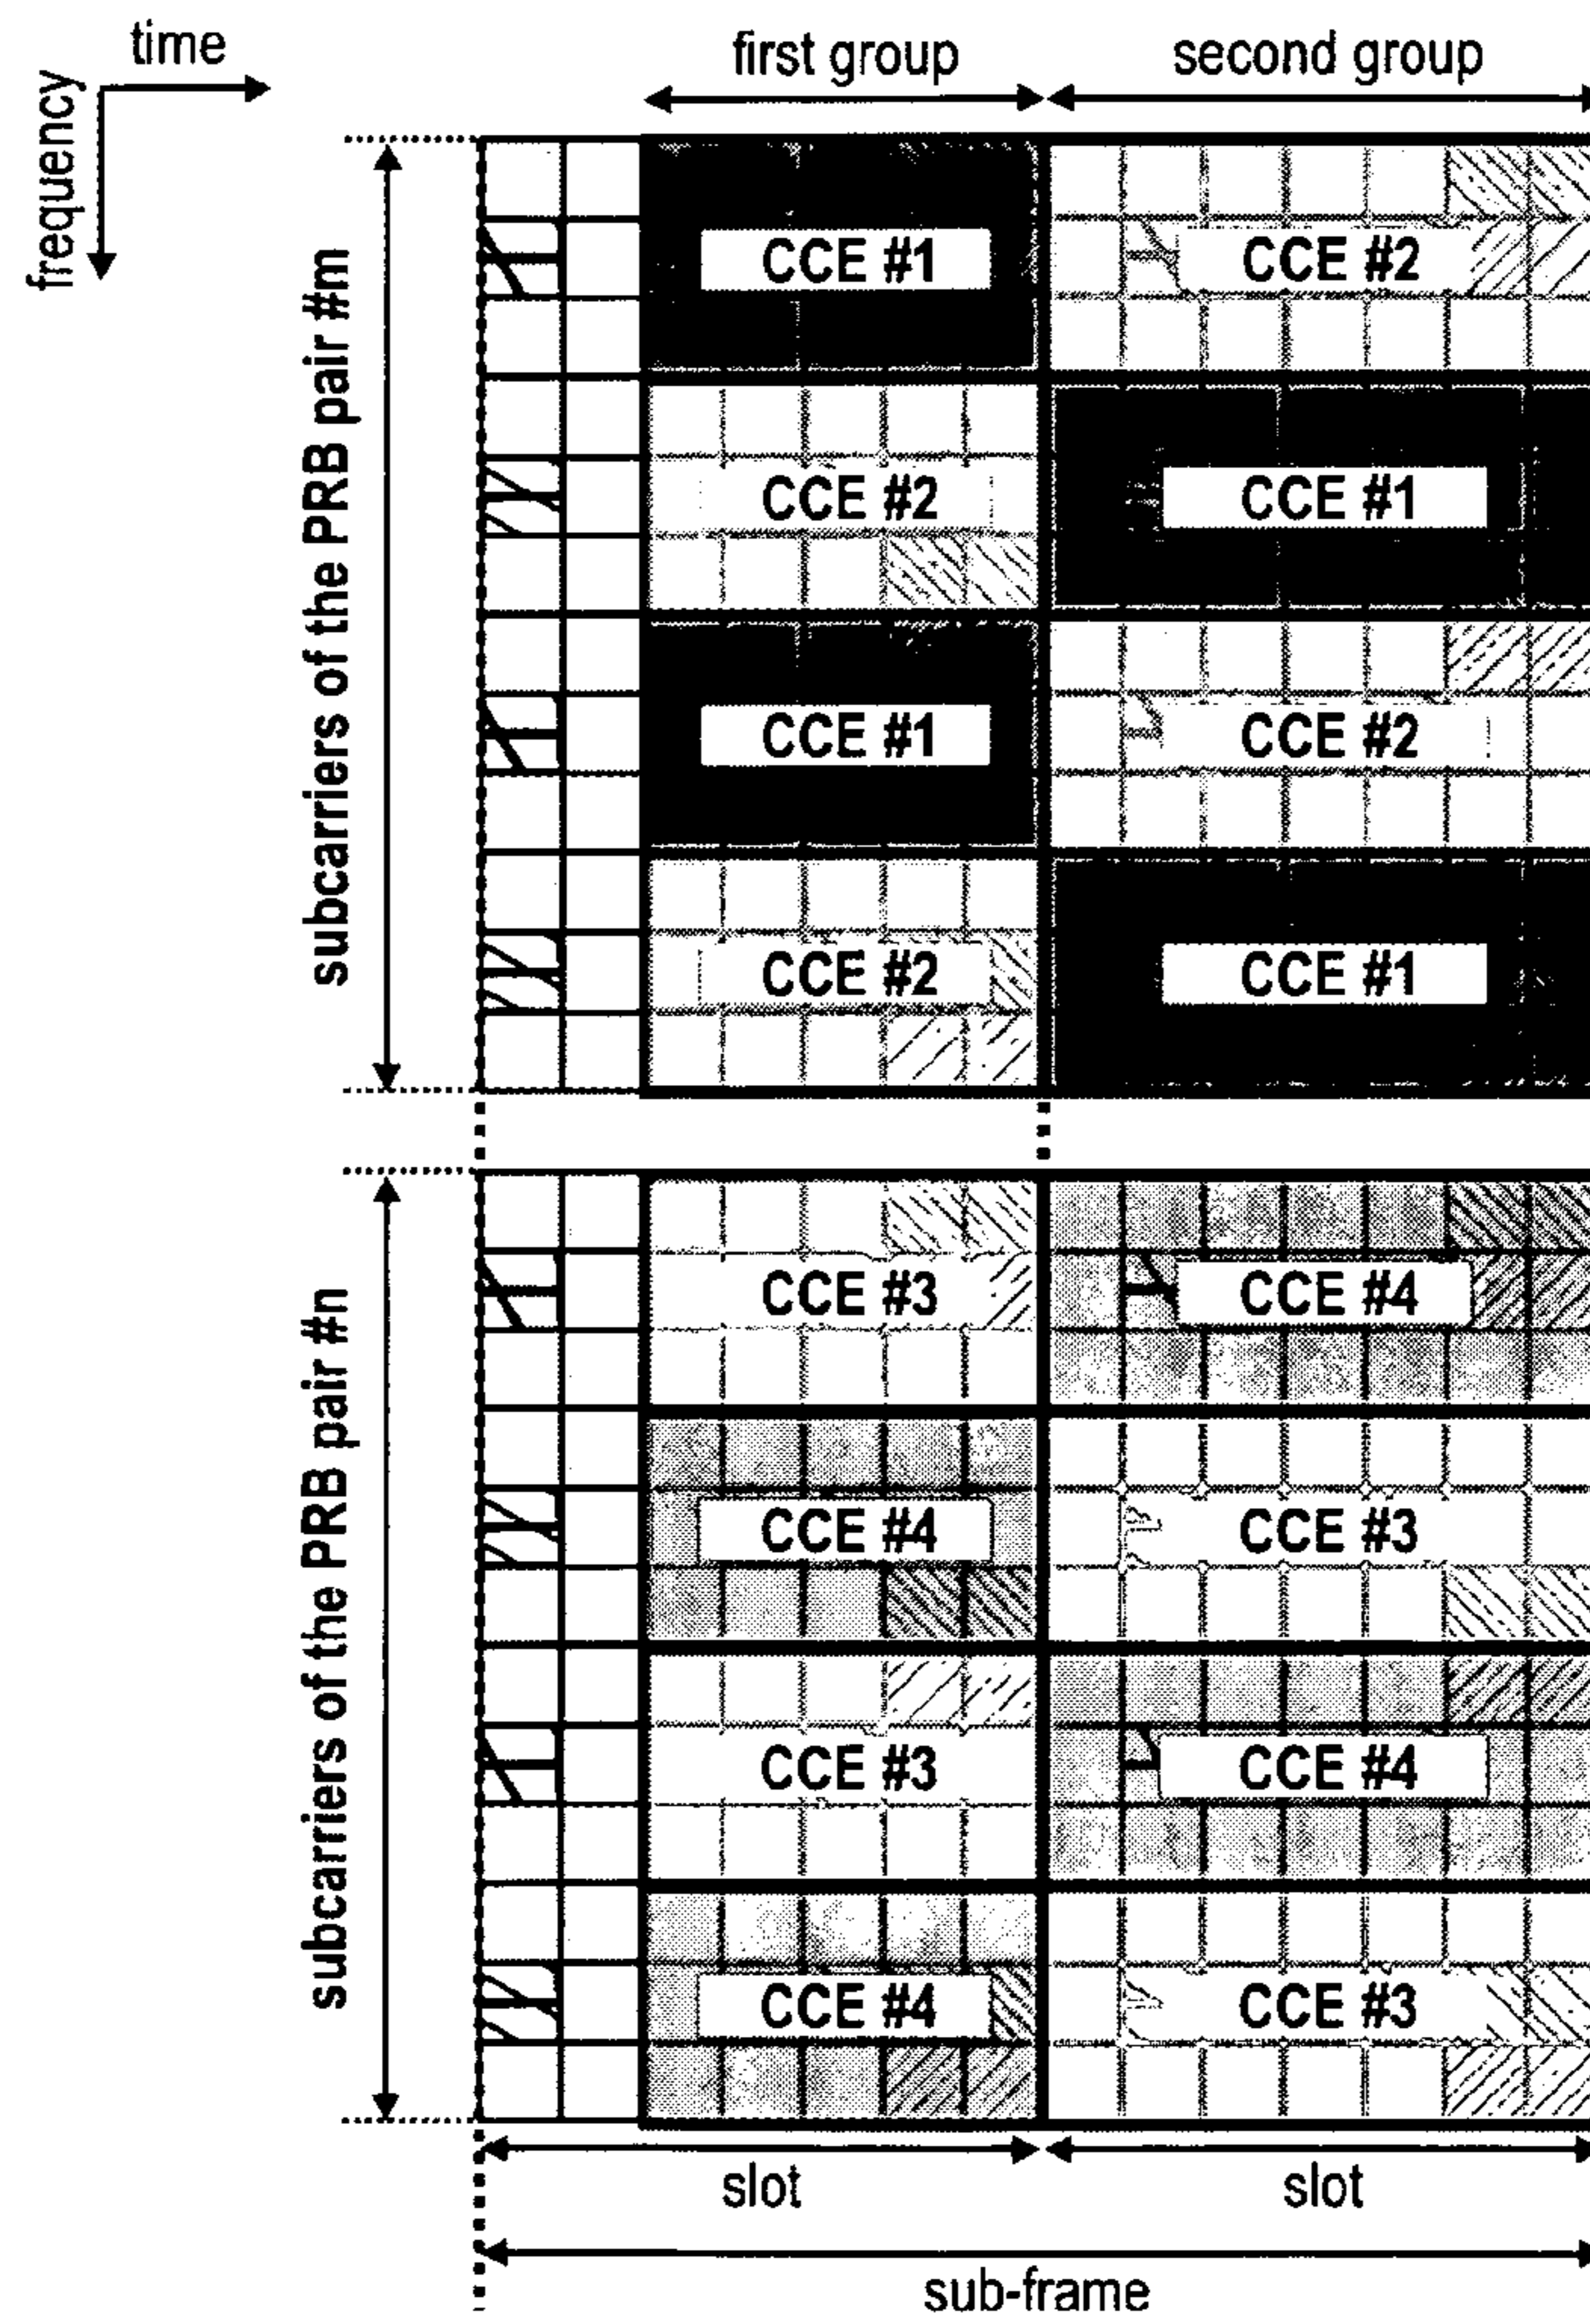 time
first group
second group
frequency
subcarriers of the PRB pair #m
CCE #1
CCE #2
CCE #2
CCE #1
CCE #1
CCE #2
CCE #2
CCE #1
subcarriers of the PRB pair #n
CCE #3
CCE #4
CCE #4
CCE #3
CCE #3
CCE #4
CCE #4
CCE #3
slot
slot
sub-frame